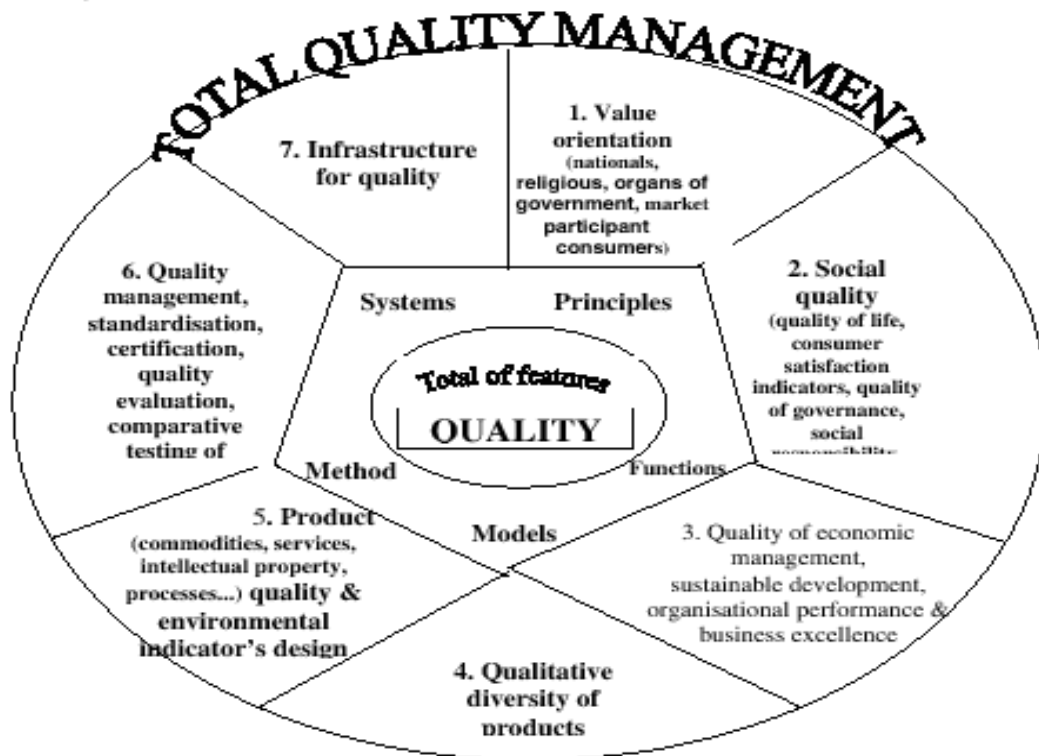 TOTAL QUALITY MANAGEMENT
7. Infrastructure
for quality
1. Value
orientation
(nationals,
religious, organs of
government, market
participant
consumers)
6. Quality
management,
standardisation,
certification,
quality
evaluation,
comparative
testing of
Systems
Principles
2. Social
quality
(quality of life,
consumer
satisfaction
indicators, quality
of governance,
social
responsibility
Total of features
QUALITY
Method
Functions
Models
5. Product
(commodities, services,
intellectual property,
processes...) quality &
environmental
indicator's design
3. Quality of economic
management,
sustainable development,
organisational performance &
business excellence
4. Qualitative
diversity of
products